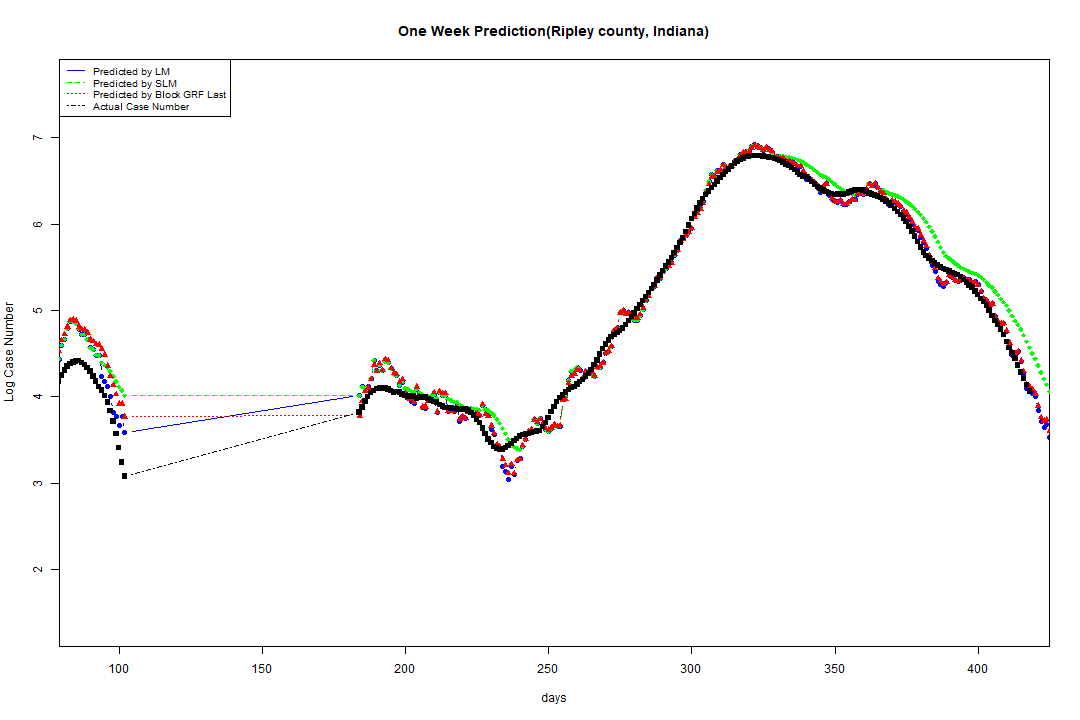 One Week Prediction(Ripley county, Indiana)
Predicted by LM
Predicted by SLM
Predicted by Block GRF Last
Actual Case Number
Log Case Number
7
6
5
4
3
2
100 150 200 250 300 350 400
days